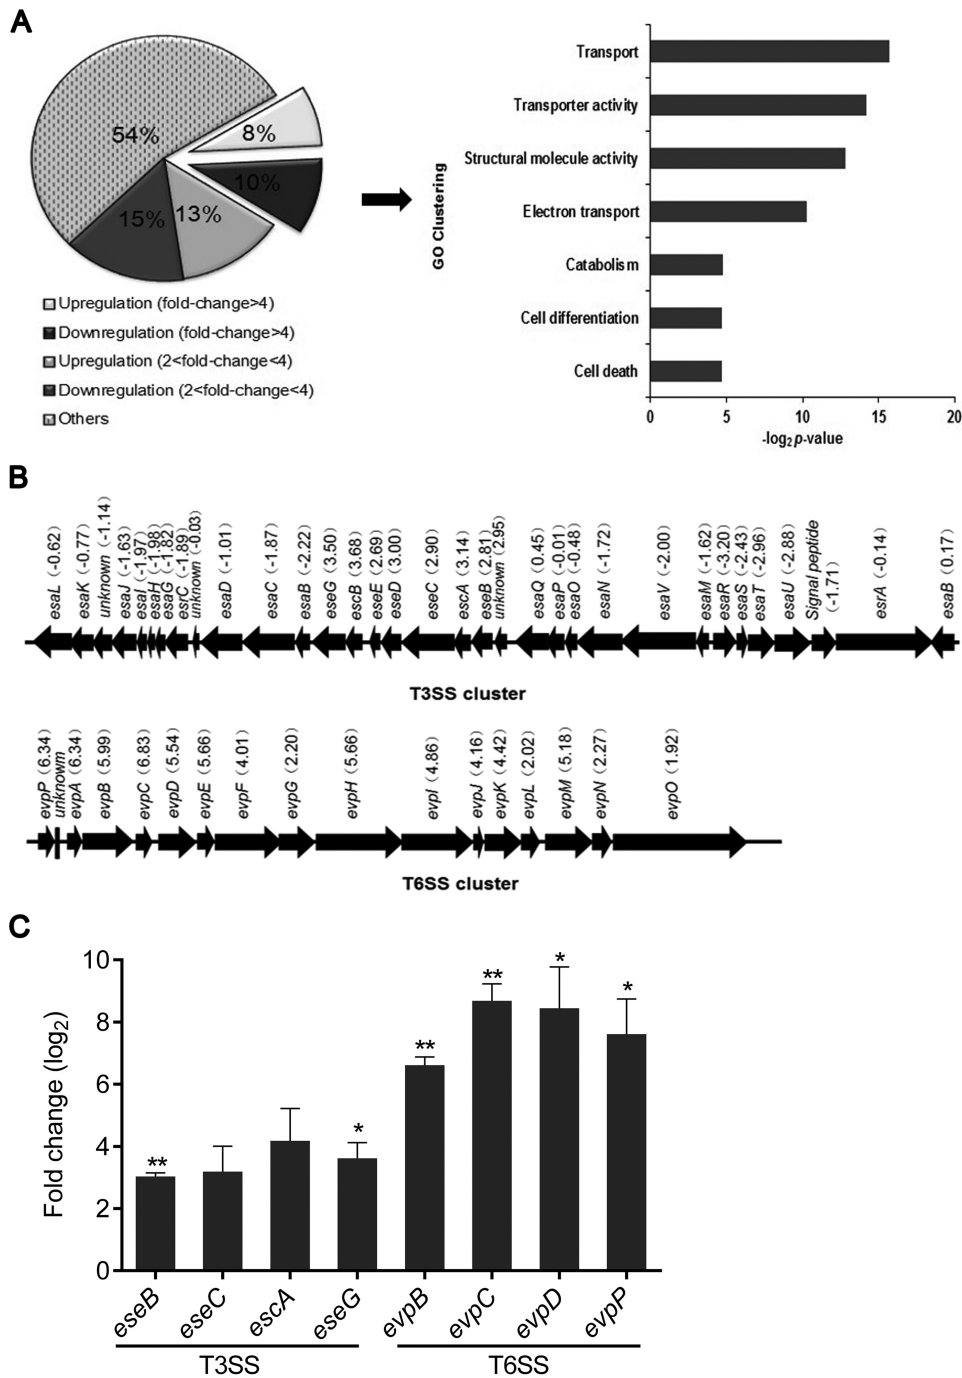 A
54%
8%
10%
15%
13%
Upregulation (fold-change>4)
Downregulation (fold-change>4)
Upregulation (2<fold-change<4)
Downregulation (2<fold-change<4)
Others
GO Clustering
Transport
Transporter activity
Structural molecule activity
Electron transport
Catabolism
Cell differentiation
Cell death
0 5 10 15 20
-log2 p-value
B
esaL (-0.62)
esaK (-0.77)
unknown (-1.14)
esaJ (-1.63)
esaI (-1.97)
esaH (-1.98)
esaG (-1.82)
esrC (-1.89)
unknown (-0.03)
esaD (-1.01)
esaC (-1.87)
esaB (-2.22)
eseG (3.50)
escB (3.68)
eseE (2.69)
eseD (3.00)
eseC (2.90)
escA (3.14)
eseB (2.81)
unknown (2.95)
esaQ (0.45)
esaP (-0.01)
esaO (-0.48)
esaN (-1.72)
esaV (-2.00)
esaM (-1.62)
esaR (-3.20)
esaS (-2.43)
esaT (-2.96)
esaU (-2.88)
Signal peptide
(-1.71)
esrA (-0.14)
esaB (0.17)
T3SS cluster
evpP (6.34)
unknowm
evpA (6.34)
evpB (5.99)
evpC (6.83)
evpD (5.54)
evpE (5.66)
evpF (4.01)
evpG (2.20)
evpH (5.66)
evpI (4.86)
evpJ (4.16)
evpK (4.42)
evpL (2.02)
evpM (5.18)
evpN (2.27)
evpO (1.92)
T6SS cluster
C
Fold change (log2)
10
8
6
4
2
0
**
*
**
**
*
*
eseB
eseC
escA
eseG
evpB
evpC
evpD
evpP
T3SS
T6SS